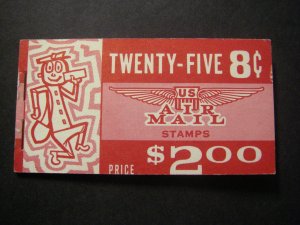 TWENTY-FIVE 8¢
US
AIR
MAIL
STAMPS
PRICE $2.00